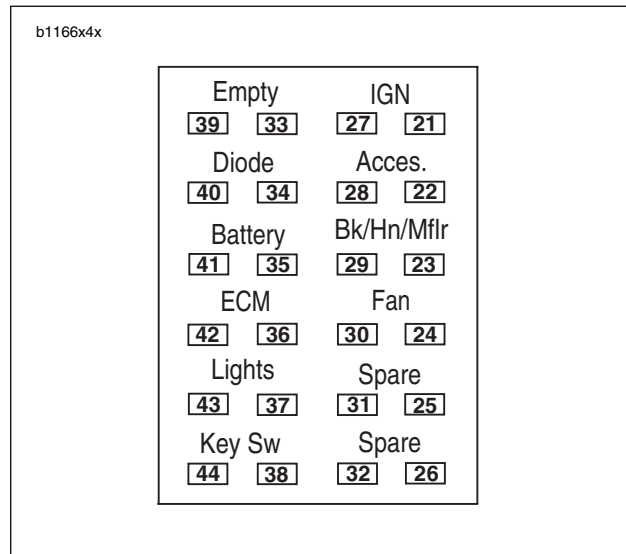 b1166x4x
Empty IGN
39 33 27 21
Diode Acces.
40 34 28 22
Battery Bk/Hn/Mflr
41 35 29 23
ECM Fan
42 36 30 24
Lights Spare
43 37 31 25
Key Sw Spare
44 38 32 26